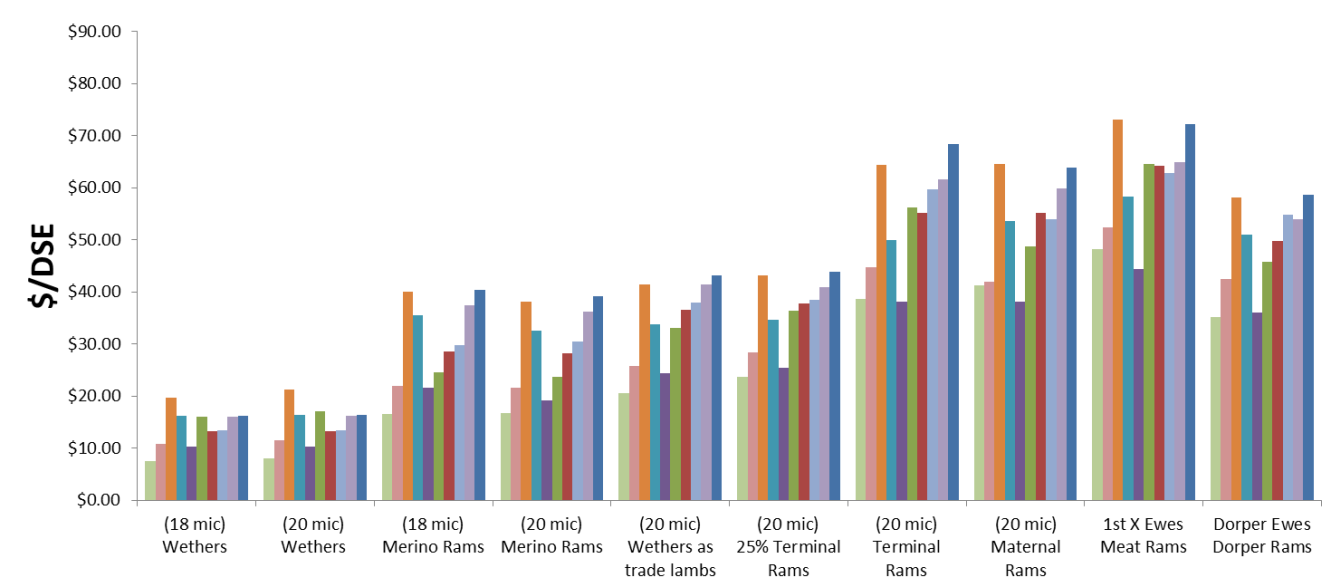 $90.00
$80.00
$70.00
$60.00
$50.00
$40.00
$30.00
$20.00
$10.00
$0.00
$/DSE
(18 mic)
Wethers
(20 mic)
Wethers
(18 mic)
Merino Rams
(20 mic)
Merino Rams
(20 mic)
Wethers as
trade lambs
(20 mic)
25% Terminal
Rams
(20 mic)
Terminal
Rams
(20 mic)
Maternal
Rams
1st X Ewes
Meat Rams
Dorper Ewes
Dorper Rams